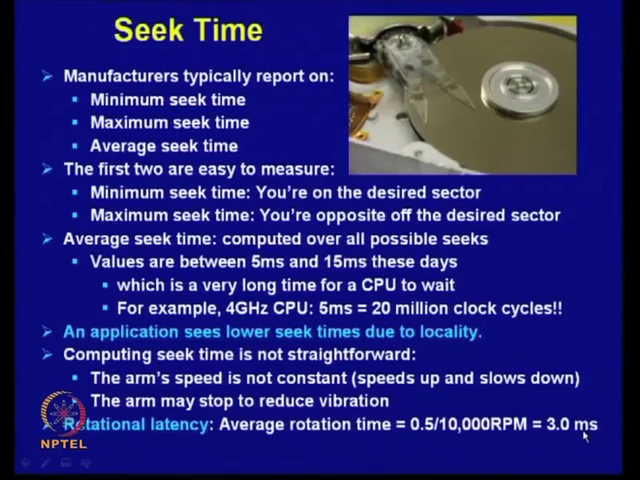 Seek Time
Manufacturers typically report on:
Minimum seek time
Maximum seek time
Average seek time
The first two are easy to measure:
Minimum seek time: You're on the desired sector
Maximum seek time: You're opposite off the desired sector
Average seek time: computed over all possible seeks
Values are between 5ms and 15ms these days
which is a very long time for a CPU to wait
For example, 4GHz CPU: 5ms = 20 million clock cycles!!
An application sees lower seek times due to locality.
Computing seek time is not straightforward:
The arm's speed is not constant (speeds up and slows down)
The arm may stop to reduce vibration
Rotational latency: Average rotation time = 0.5/10,000RPM = 3.0 ms
NPTEL